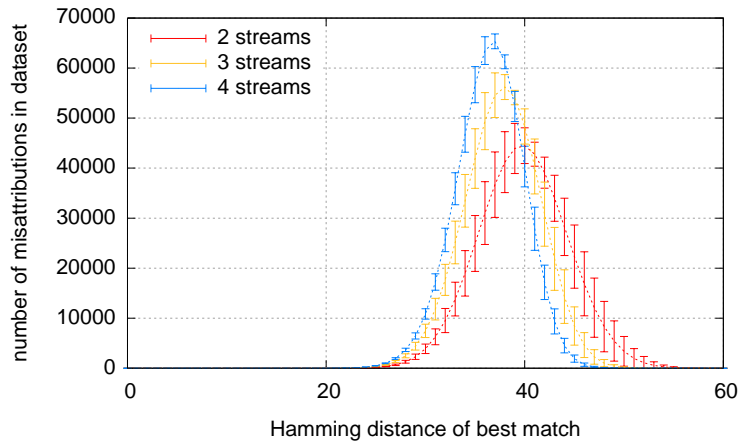 70000
60000
50000
40000
30000
20000
10000
0
number of misattributions in dataset
2 streams
3 streams
4 streams
0 20 40 60
Hamming distance of best match